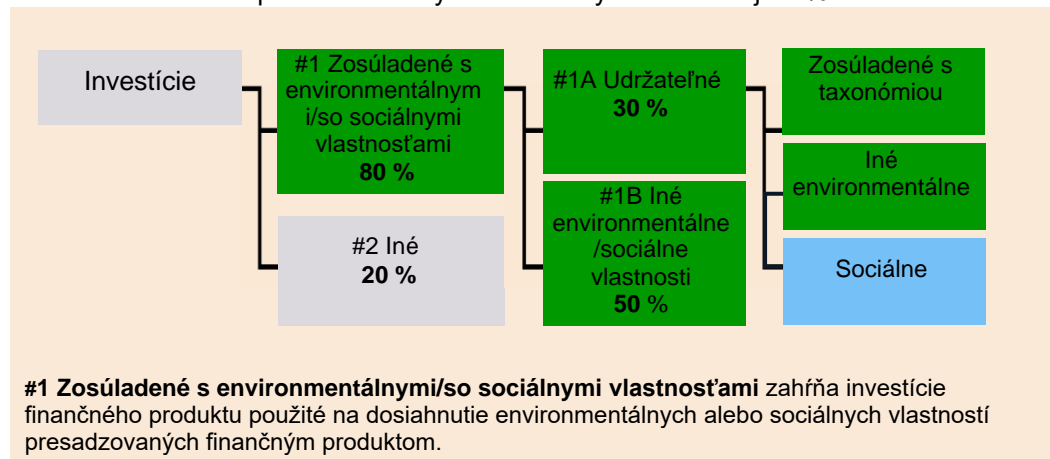 Investície
#1 Zosúladené s
environmentálnym
i/so sociálnymi
vlastnosťami
80 %
#2 Iné
20 %
#1A Udržateľné
30 %
#1B Iné
environmentálne
/sociálne
vlastnosti
50 %
Zosúladené s
taxonómiou
Iné
environmentálne
Sociálne
#1 Zosúladené s environmentálnymi/so sociálnymi vlastnosťami zahŕňa investície
finančného produktu použité na dosiahnutie environmentálnych alebo sociálnych vlastností
presadzovaných finančným produktom.